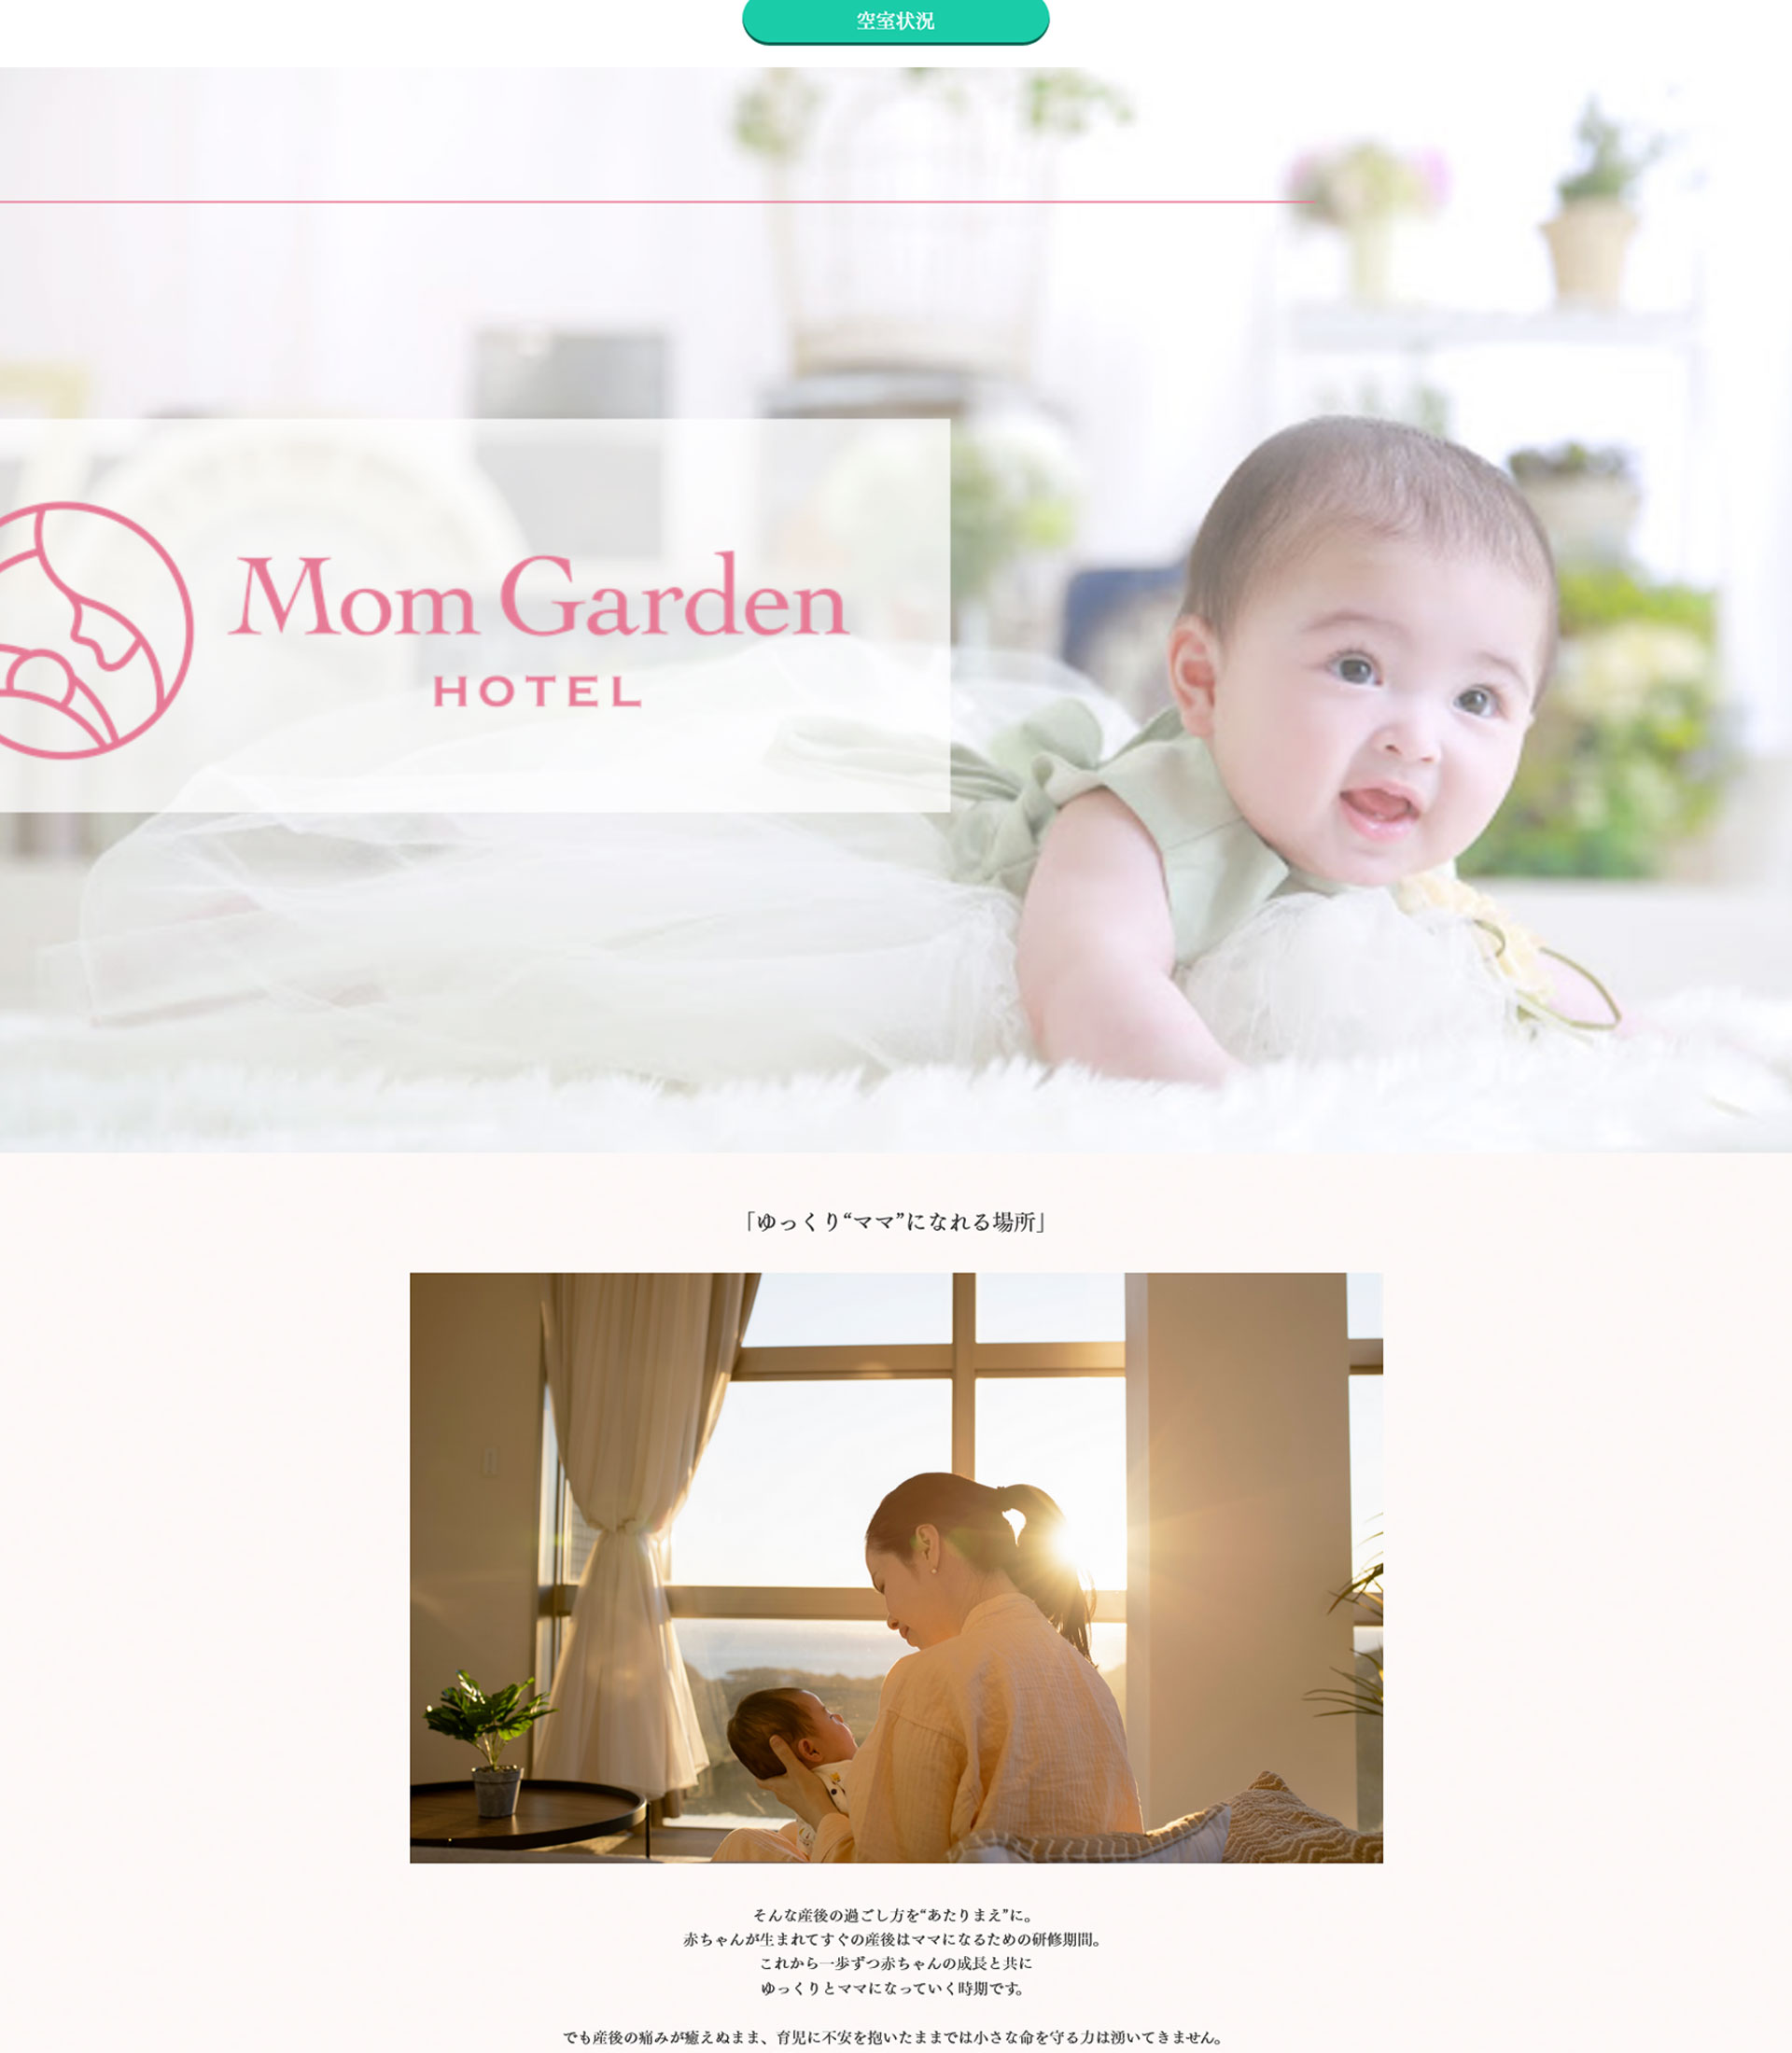 空室状況
Mom Garden
HOTEL
「ゆっくり“ママ”になれる場所」
そんな産後の過ごし方を“あたりまえ”に。
赤ちゃんが生まれてすぐの産後はママになるための研修期間。
これから一歩ずつ赤ちゃんの成長と共に
ゆっくりとママになっていく時期です。
でも産後の痛みが癒えぬまま、育児に不安を抱いたままでは小さな命を守る力は湧いてきません。